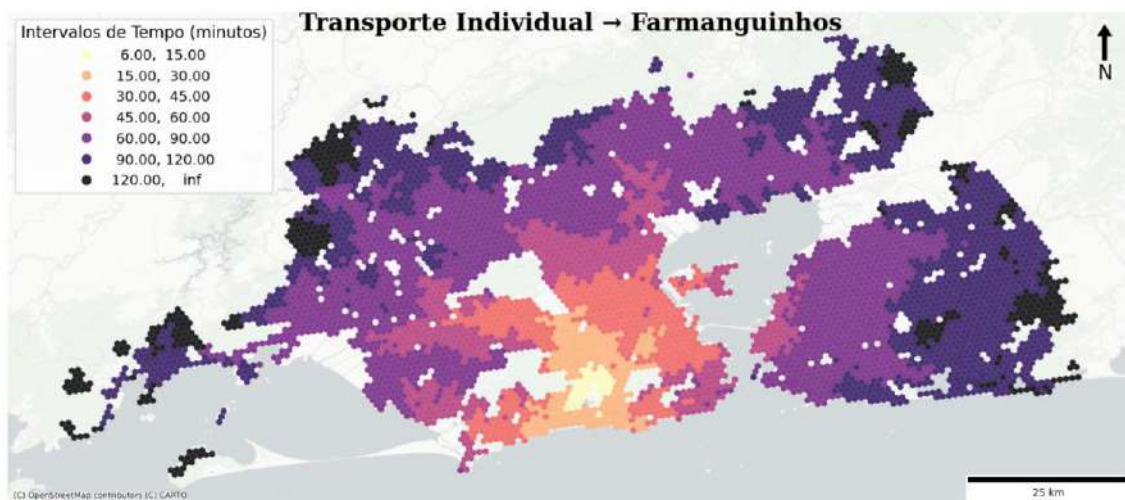 Transporte Individual → Farmanguinhos
Intervalos de Tempo (minutos)
6.00, 15.00
15.00, 30.00
30.00, 45.00
45.00, 60.00
60.00, 90.00
90.00, 120.00
120.00, inf
N
25 km
(C) OpenStreetMap contributors (C) CARTO